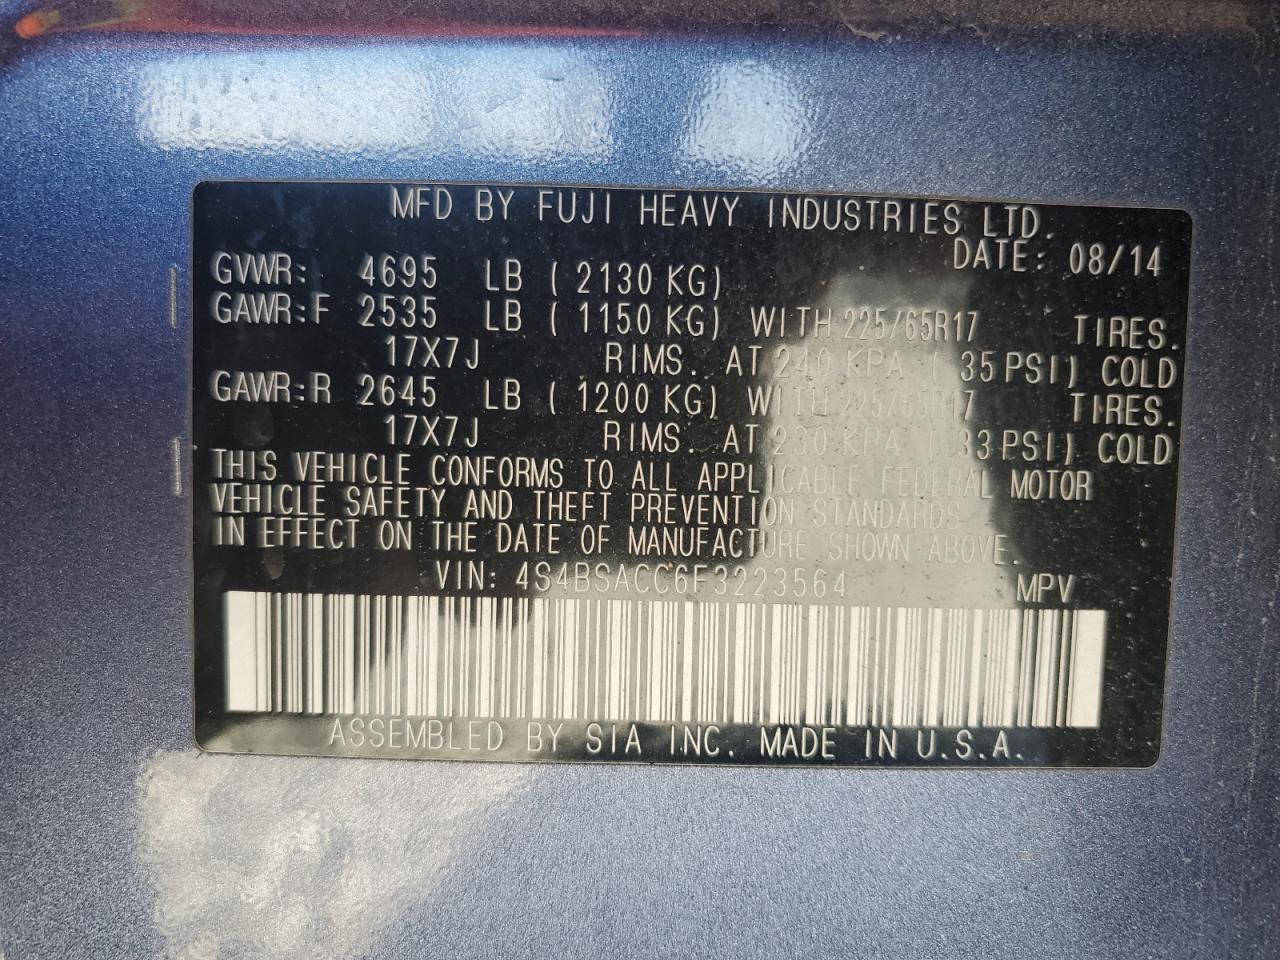 MFD BY FUJI HEAVY INDUSTRIES LTD.
DATE: 08/14
GVWR: 4695 LB ( 2130 KG)
GAWR:F 2535 LB ( 1150 KG) WITH 225/65R17 TIRES.
17X7J RIMS. AT 240 KPA ( 35 PSI) COLD
GAWR:R 2645 LB ( 1200 KG) WITH 225/65R17 TIRES.
17X7J RIMS. AT 230 KPA ( 33 PSI) COLD
THIS VEHICLE CONFORMS TO ALL APPLICABLE FEDERAL MOTOR
VEHICLE SAFETY AND THEFT PREVENTION STANDARDS
IN EFFECT ON THE DATE OF MANUFACTURE SHOWN ABOVE.
VIN: 4S4BSACC6F3223564 MPV
ASSEMBLED BY SIA INC. MADE IN U.S.A.